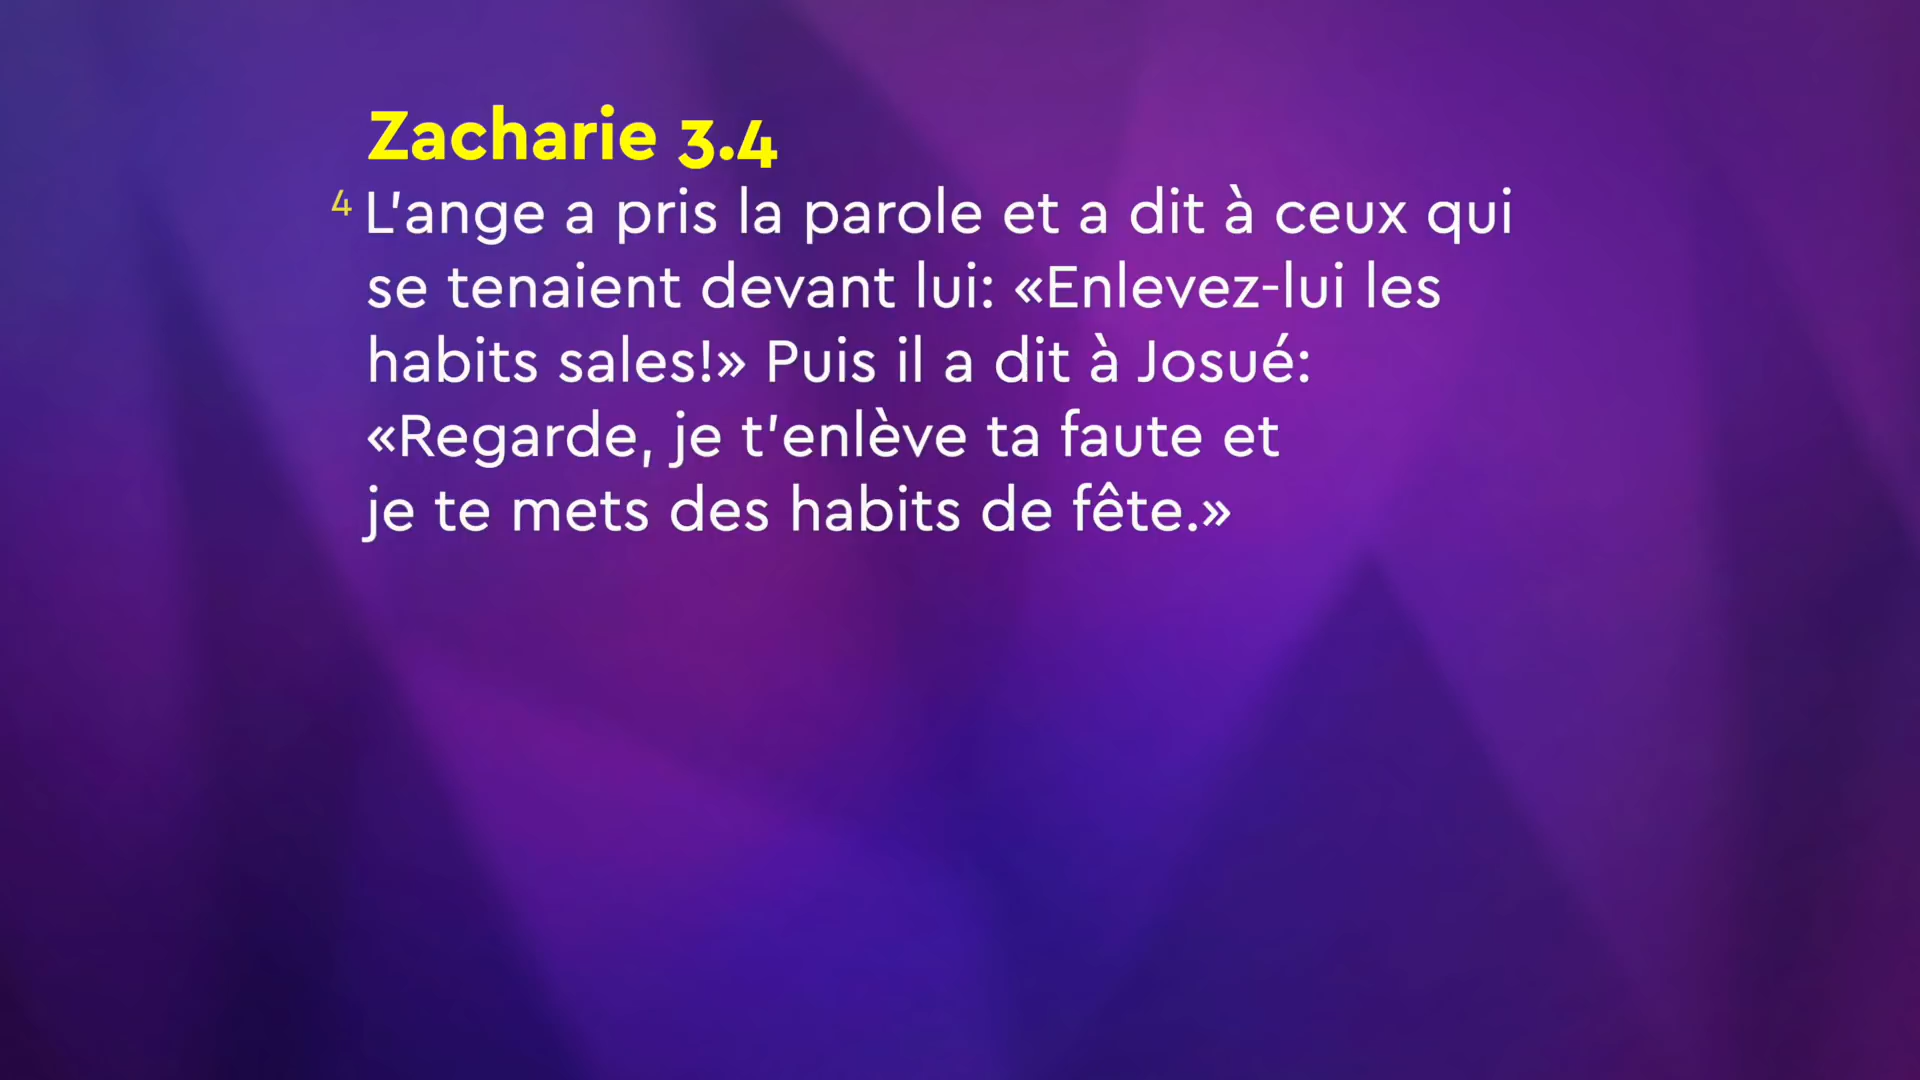 Zacharie 3.4
4 L'ange a pris la parole et a dit à ceux qui
se tenaient devant lui: «Enlevez-lui les
habits sales!» Puis il a dit à Josué:
«Regarde, je t'enlève ta faute et
je te mets des habits de fête.»